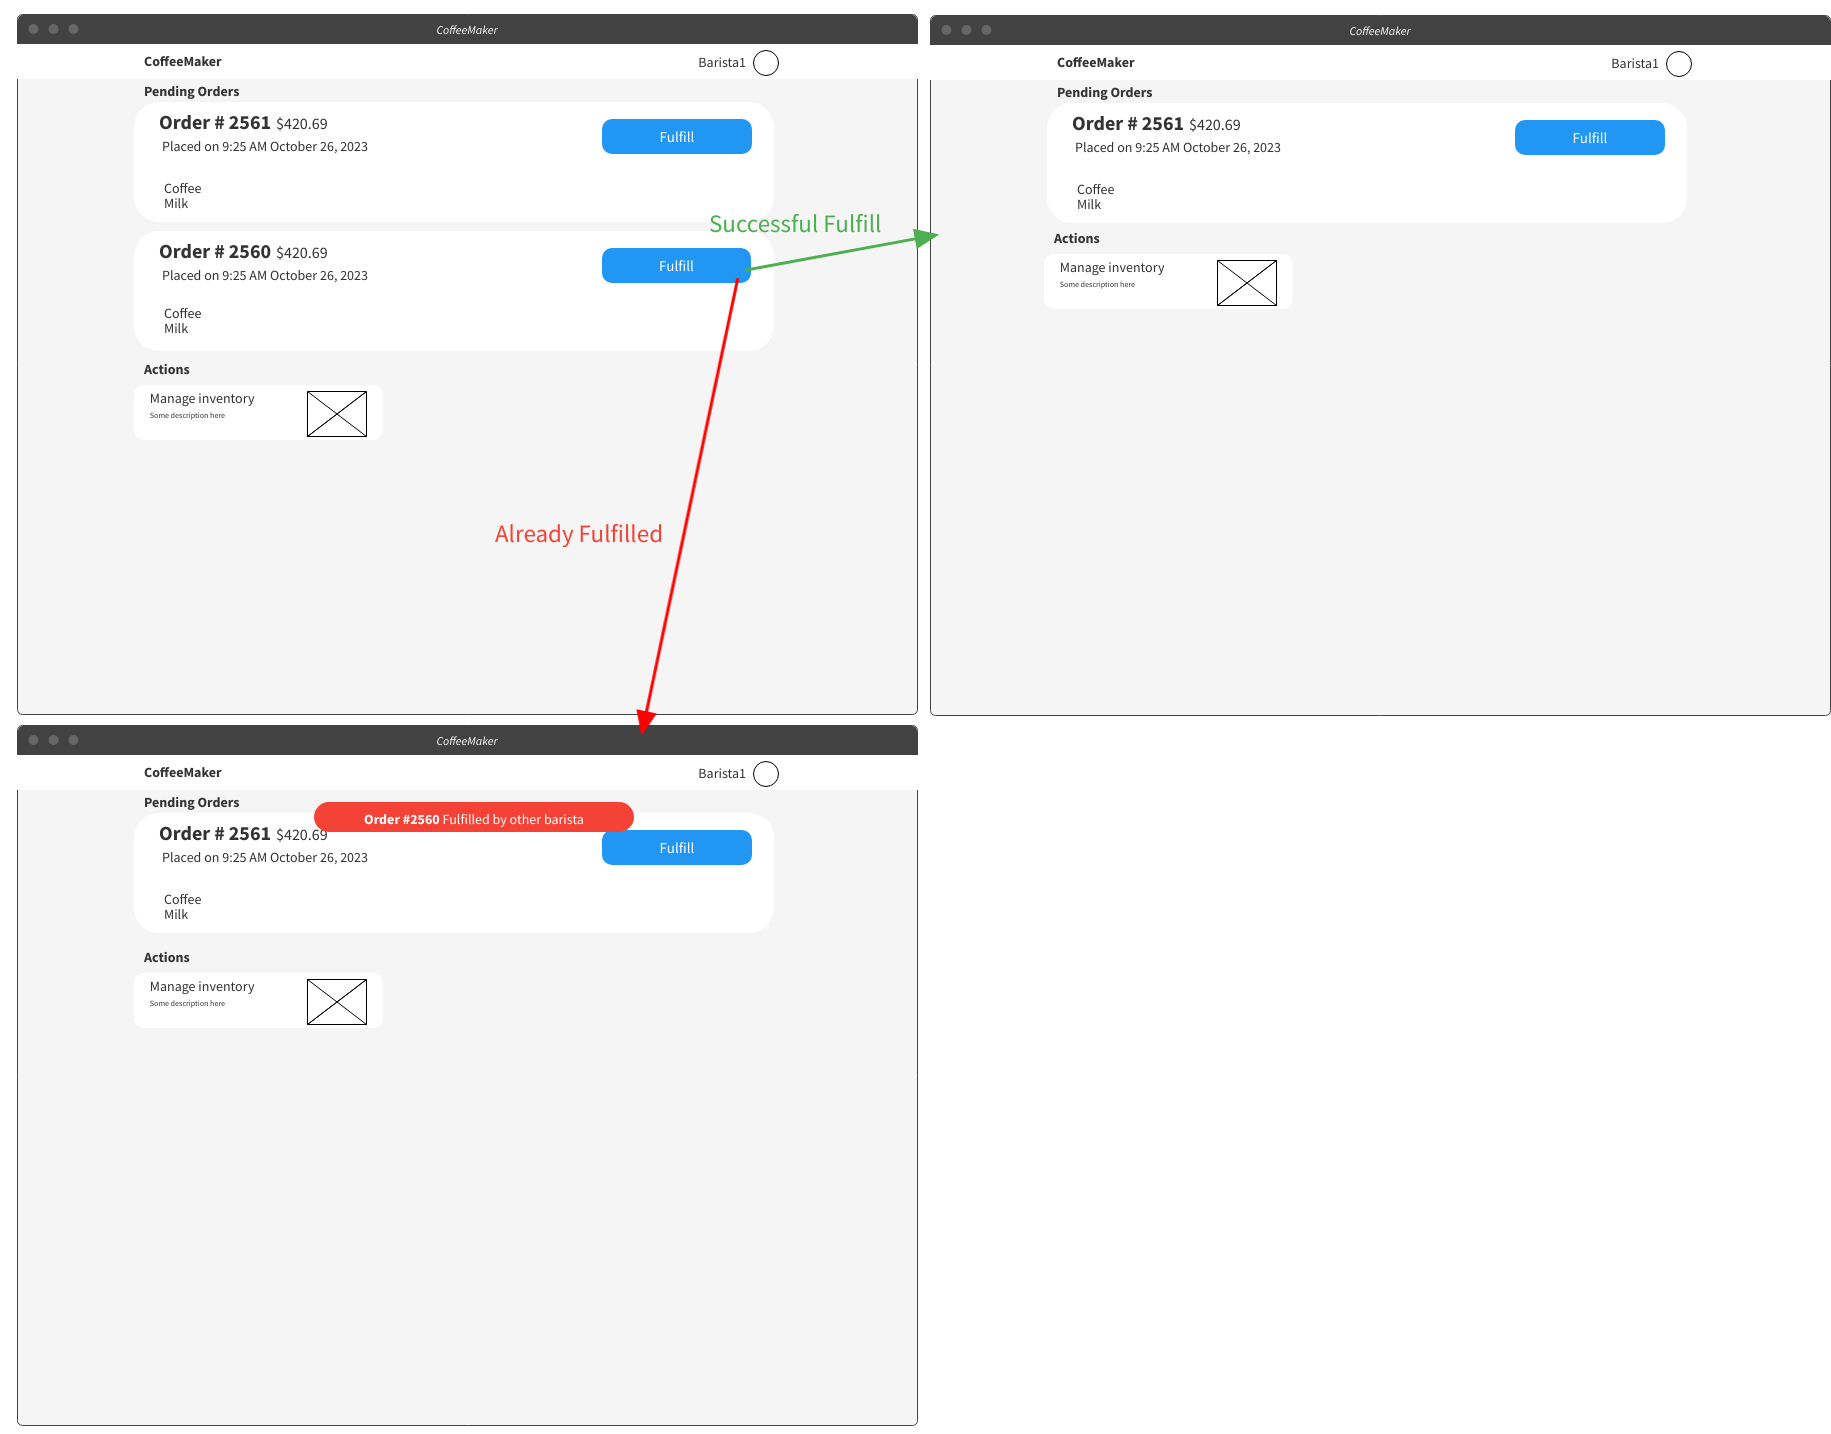 CoffeeMaker
CoffeeMaker
Barista1
Pending Orders
Order # 2561 $420.69
Fulfill
Placed on 9:25 AM October 26, 2023
Coffee
Milk
Successful Fulfill
Order # 2560 $420.69
Fulfill
Placed on 9:25 AM October 26, 2023
Coffee
Milk
Actions
Manage inventory
Some description here
Already Fulfilled
CoffeeMaker
CoffeeMaker
Barista1
Pending Orders
Order # 2561 $420.69
Fulfill
Placed on 9:25 AM October 26, 2023
Coffee
Milk
Actions
Manage inventory
Some description here
CoffeeMaker
CoffeeMaker
Barista1
Pending Orders
Order #2560 Fulfilled by other barista
Order # 2561 $420.69
Fulfill
Placed on 9:25 AM October 26, 2023
Coffee
Milk
Actions
Manage inventory
Some description here